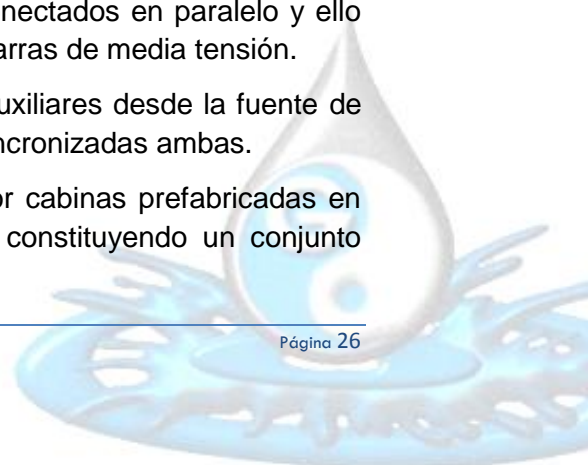 nectados en paralelo y ello
arras de media tensión.
uxiliares desde la fuente de
ncronizadas ambas.
or cabinas prefabricadas en
constituyendo un conjunto
Página 26